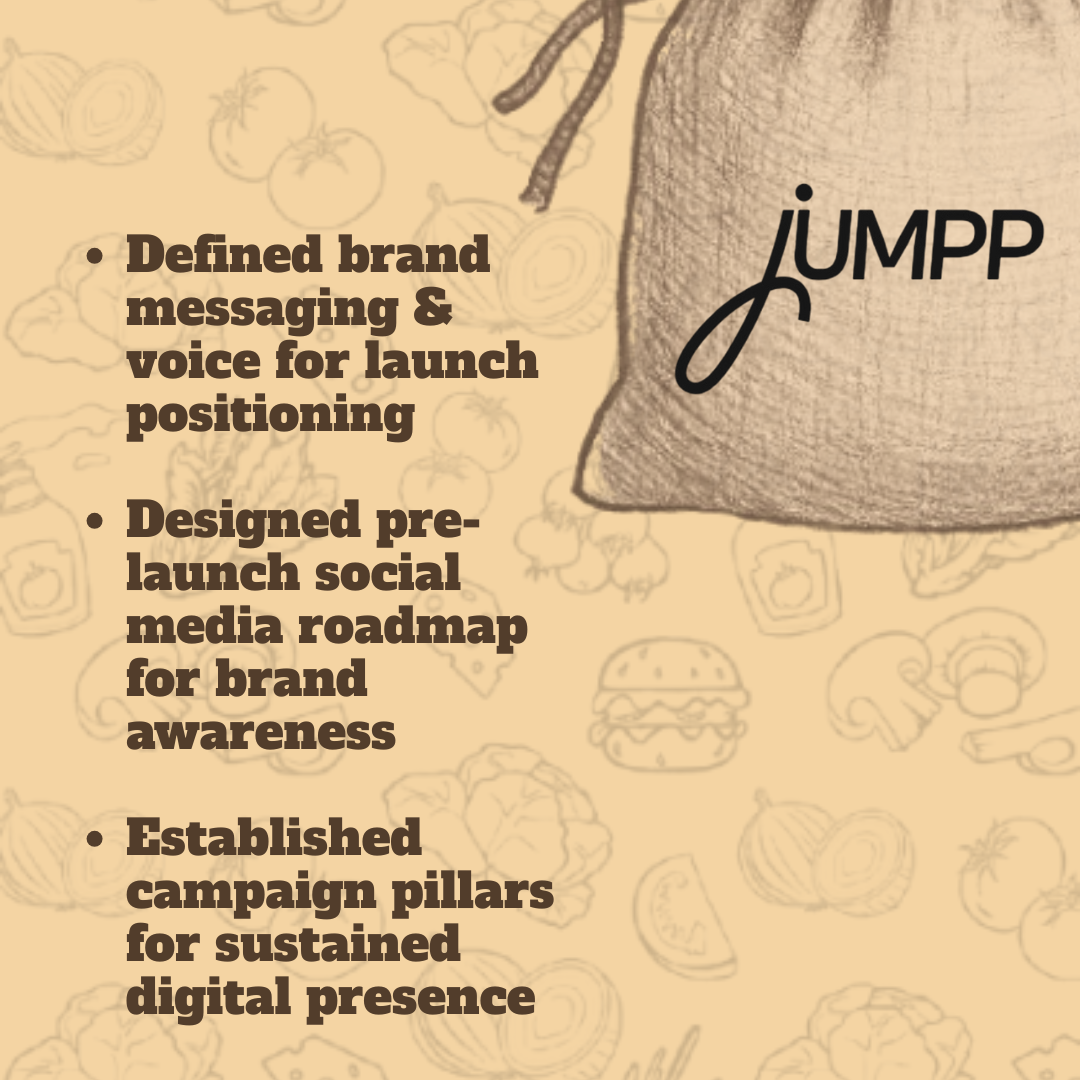 jUMPP
• Defined brand
messaging &
voice for launch
positioning
• Designed pre-
launch social
media roadmap
for brand
awareness
• Established
campaign pillars
for sustained
digital presence